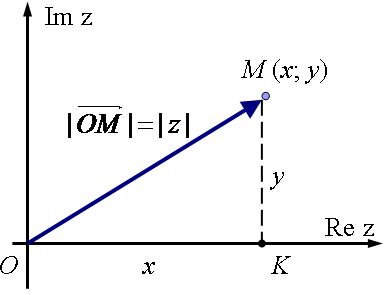 Im z
M (x; y)
|OM|=|z|
y
Re z
O
x
K